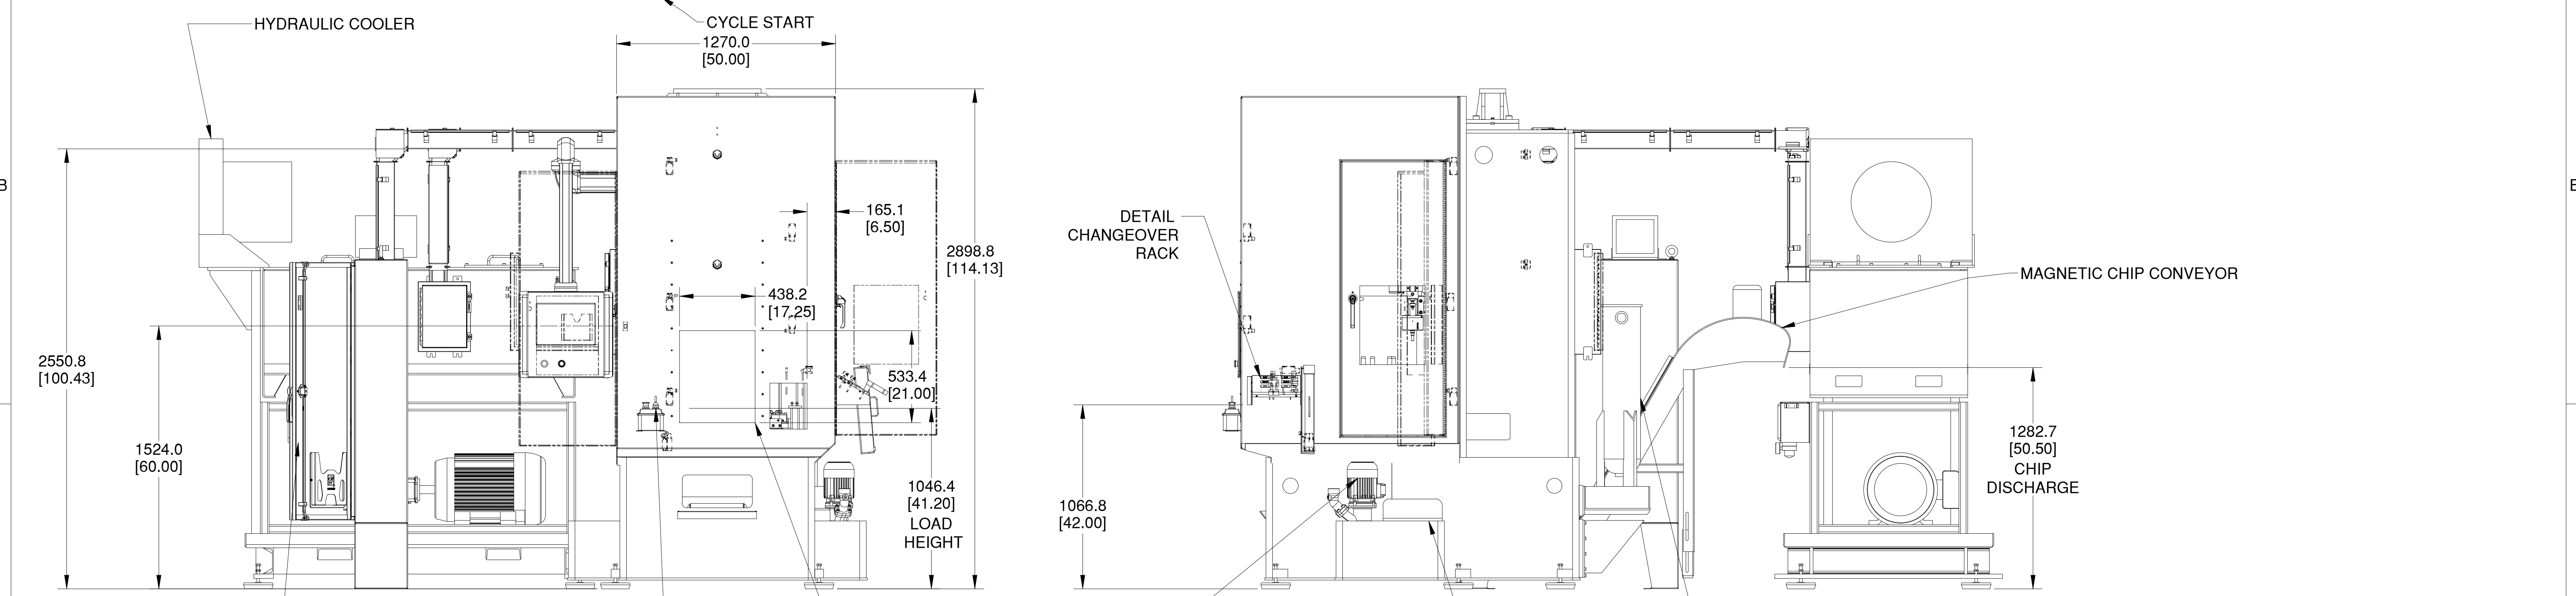 HYDRAULIC COOLER
CYCLE START
1270.0
[50.00]
165.1
[6.50]
2898.8
[114.13]
438.2
[17.25]
2550.8
[100.43]
533.4
[21.00]
1524.0
[60.00]
1046.4
[41.20]
LOAD
HEIGHT
B
DETAIL
CHANGEOVER
RACK
MAGNETIC CHIP CONVEYOR
1066.8
[42.00]
1282.7
[50.50]
CHIP
DISCHARGE